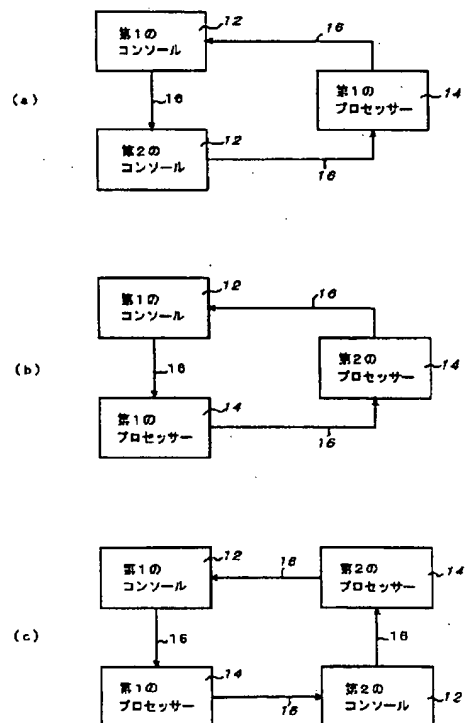 (a)
第1の
コンソール
12
16
16
第1の
プロセッサー
14
第2の
コンソール
12
16
(b)
第1の
コンソール
12
16
16
第2の
プロセッサー
14
第1の
プロセッサー
14
16
(c)
第1の
コンソール
12
16
第2の
プロセッサー
14
16
16
第1の
プロセッサー
14
16
第2の
コンソール
12